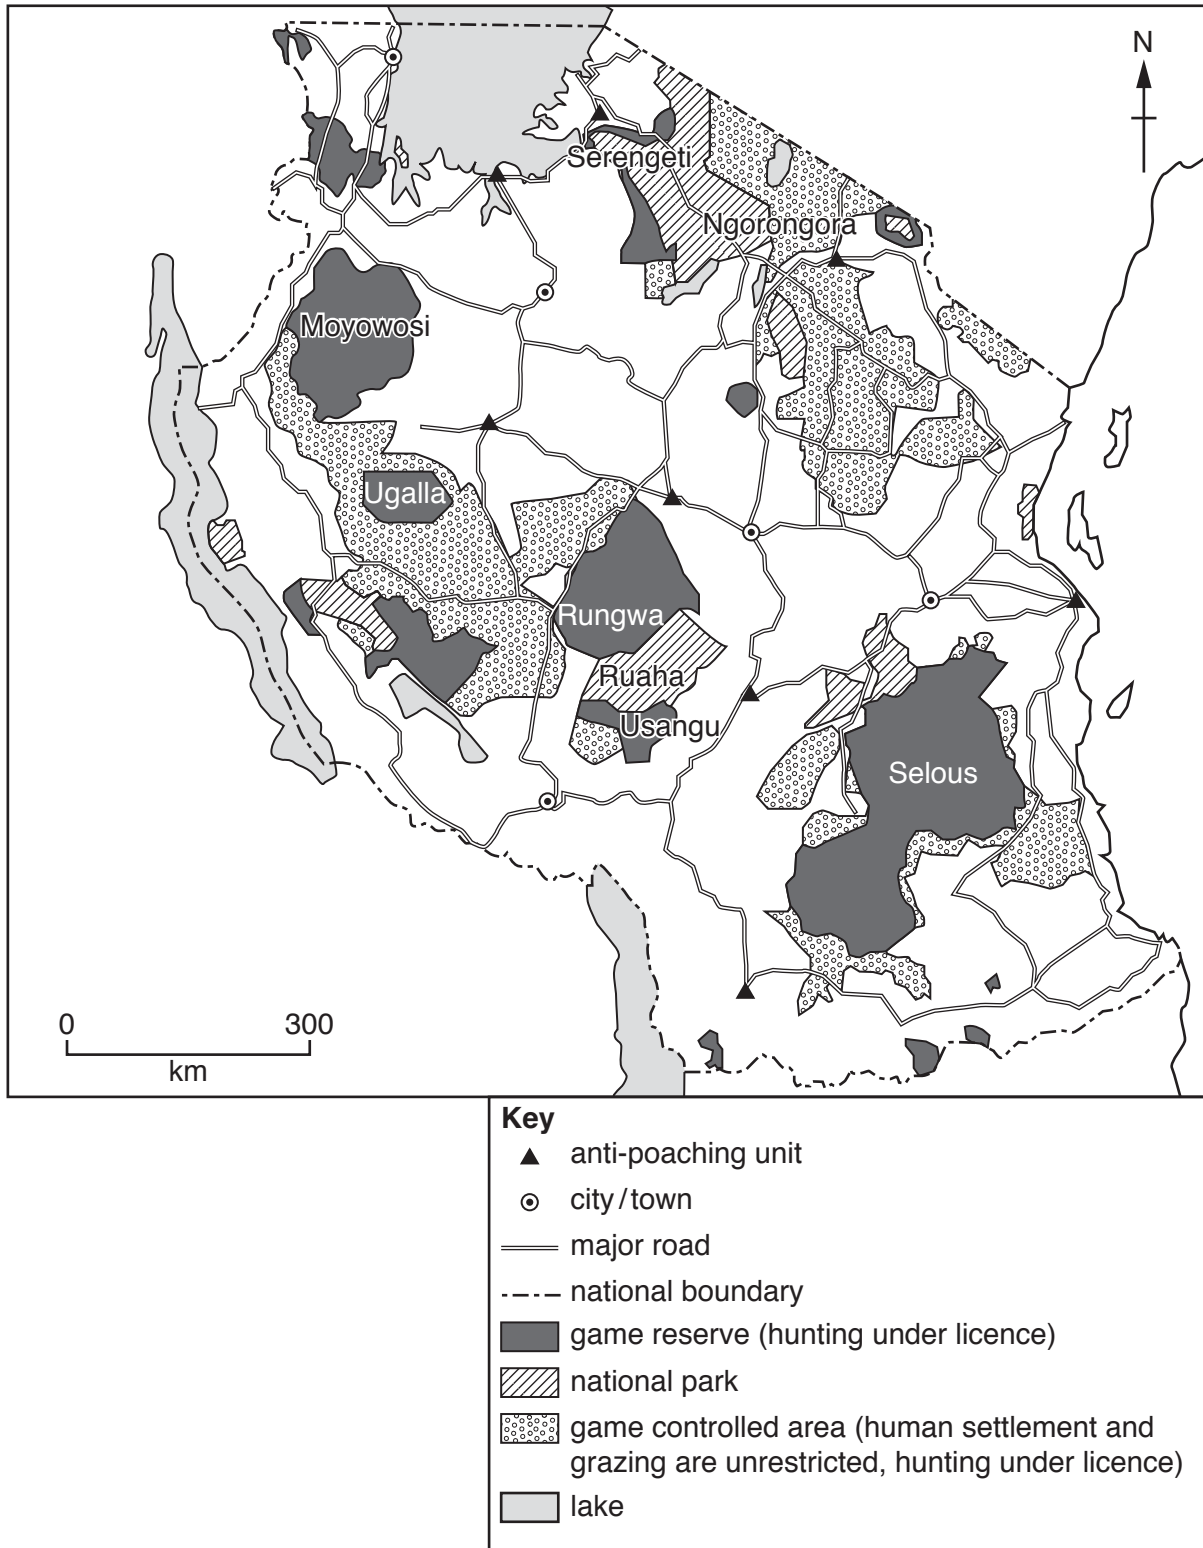 N
Serengeti
Ngorongora
Moyowosi
Ugalla
Rungwa
Ruaha
Usangu
Selous
0 300
km
Key
anti-poaching unit
city/town
major road
national boundary
game reserve (hunting under licence)
national park
game controlled area (human settlement and
grazing are unrestricted, hunting under licence)
lake